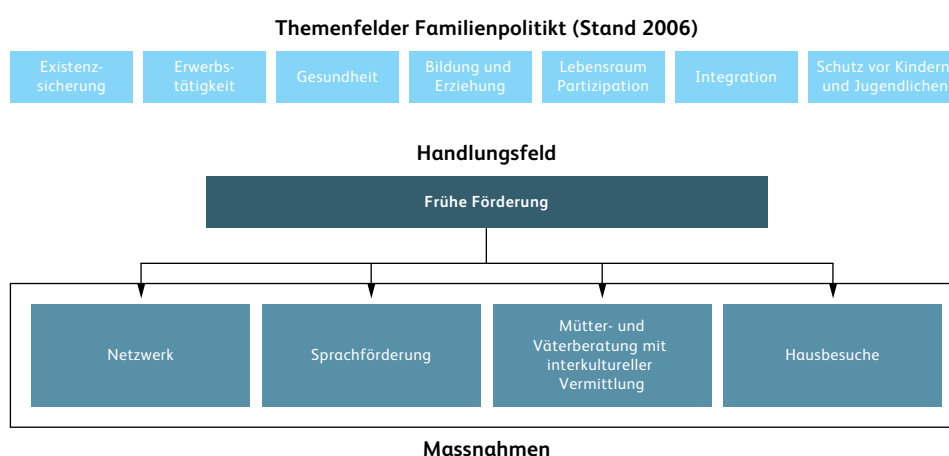 Themenfelder Familienpolitikt (Stand 2006)
Existenz-
sicherung
Erwerbs-
tätigkeit
Gesundheit
Bildung und
Erziehung
Lebensraum
Partizipation
Integration
Schutz vor Kindern
und Jugendlichen
Handlungsfeld
Frühe Förderung
Netzwerk
Sprachförderung
Mütter- und
Väterberatung mit
interkultureller
Vermittlung
Hausbesuche
Massnahmen